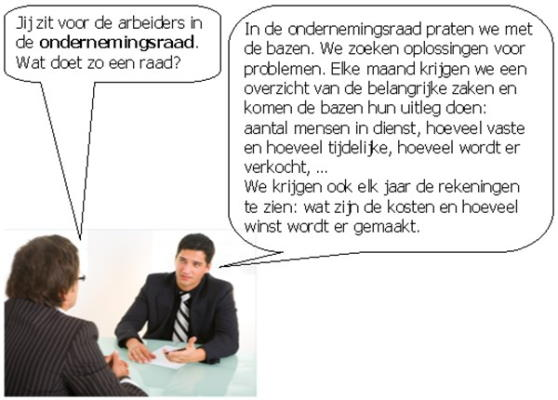 Jij zit voor de arbeiders in
de ondernemingsraad.
Wat doet zo een raad?
In de ondernemingsraad praten we met
de bazen. We zoeken oplossingen voor
problemen. Elke maand krijgen we een
overzicht van de belangrijke zaken en
komen de bazen hun uitleg doen:
aantal mensen in dienst, hoeveel vaste
en hoeveel tijdelijke, hoeveel wordt er
verkocht, ...
We krijgen ook elk jaar de rekeningen
te zien: wat zijn de kosten en hoeveel
winst wordt er gemaakt.